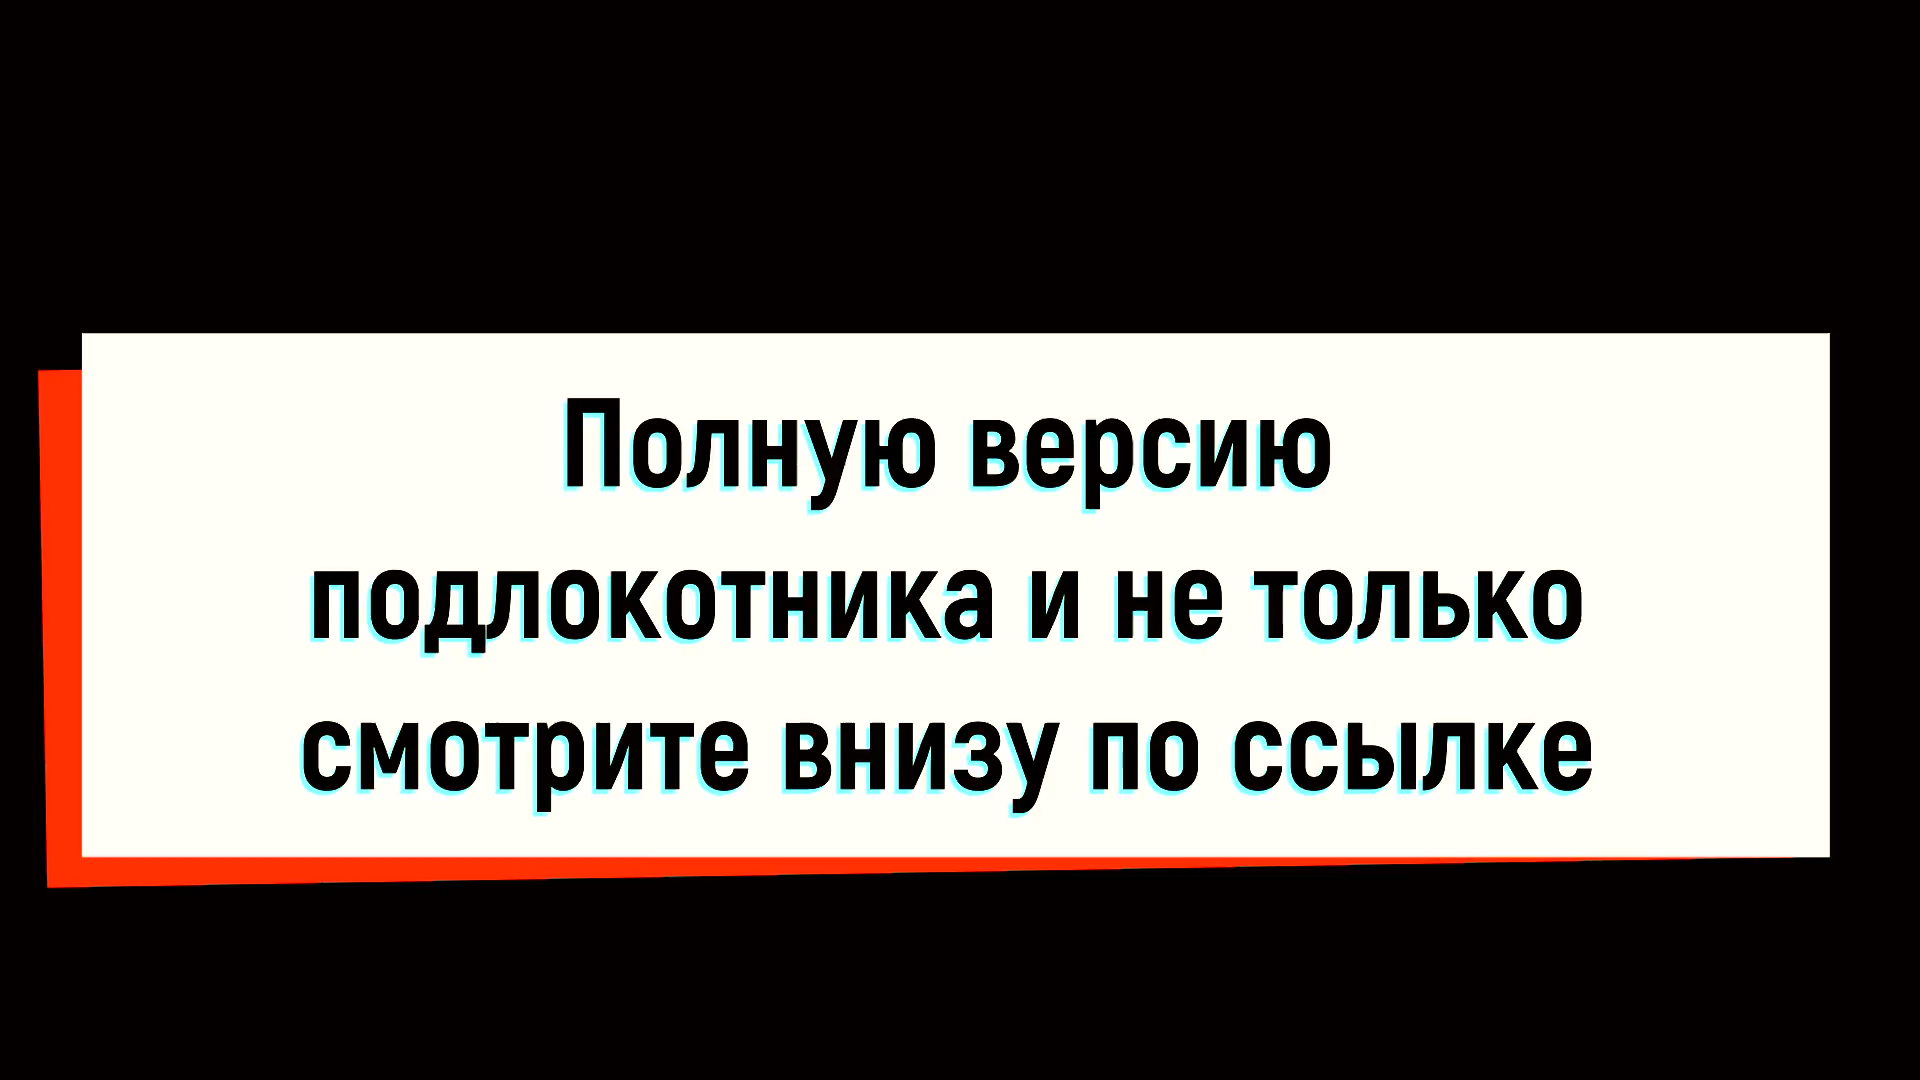 Полную версию
подлокотника и не только
смотрите внизу по ссылке